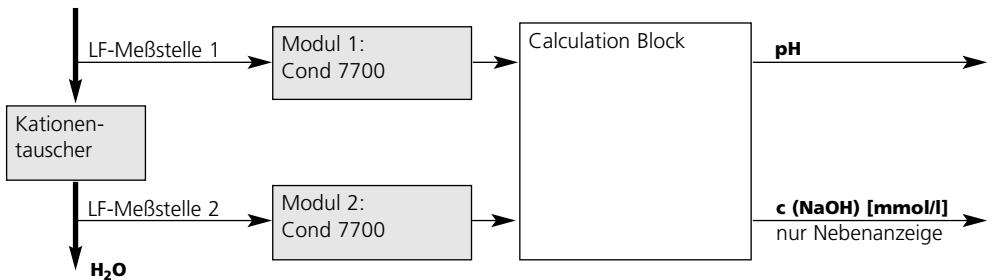 LF-Meßstelle 1
Modul 1:
Cond 7700
Calculation Block
pH
Kationen-
tauscher
LF-Meßstelle 2
Modul 2:
Cond 7700
c (NaOH) [mmol/l]
nur Nebenanzeige
H₂O